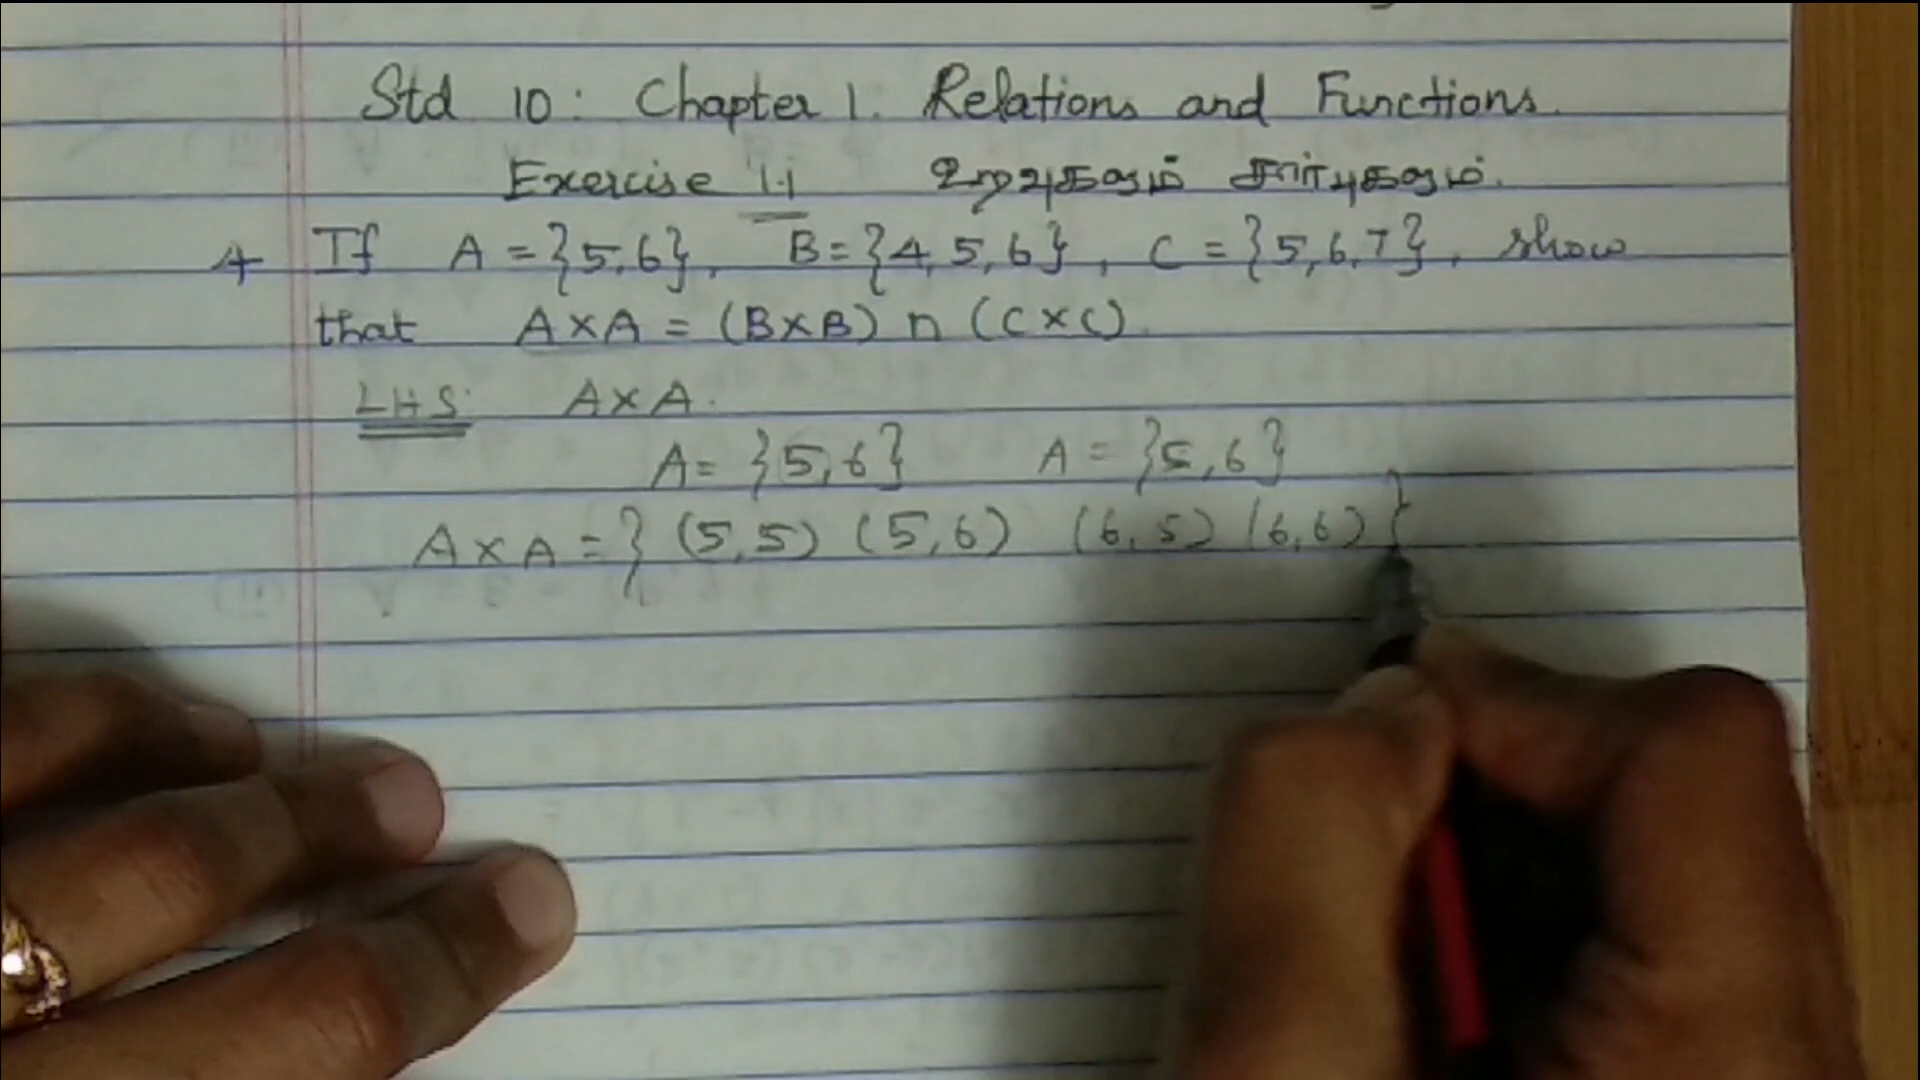 Std 10: Chapter 1. Relations and Functions.
Exercise 1.1 உறவுகளும் சார்புகளும்.
4 If A = {5,6}, B = {4,5,6}, C = {5,6,7}, show
that A×A = (B×B) ∩ (C×C).
LHS: A×A.
A = {5,6} A = {5,6}
A×A = { (5,5) (5,6) (6,5) (6,6) }